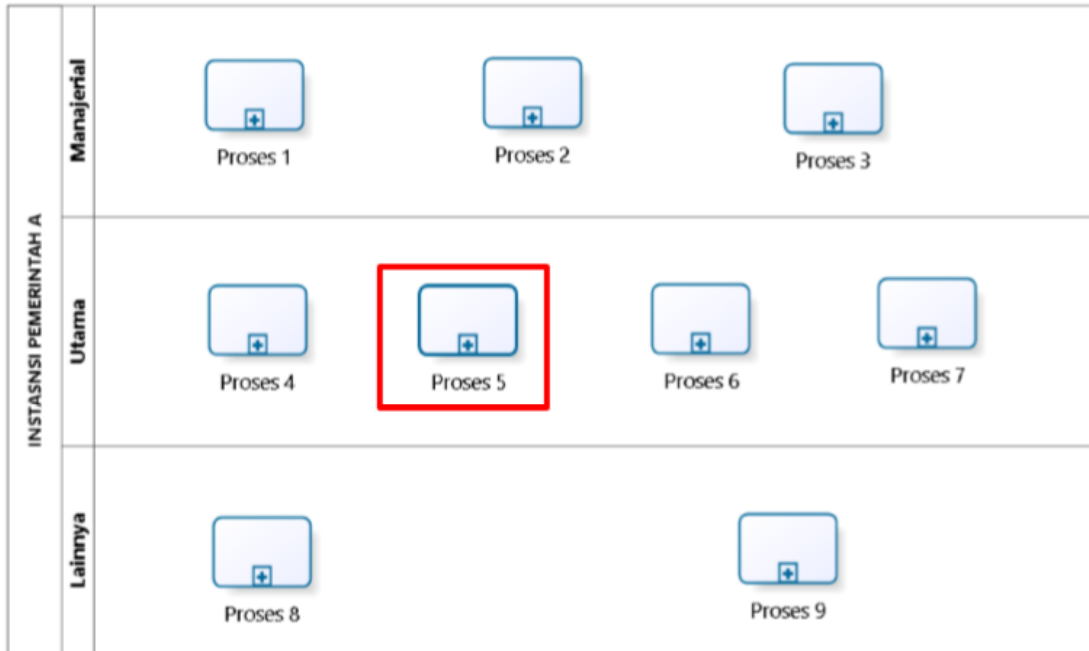 INSTASNSI PEMERINTAH A
Manajerial
Proses 1
Proses 2
Proses 3
Utama
Proses 4
Proses 5
Proses 6
Proses 7
Lainnya
Proses 8
Proses 9